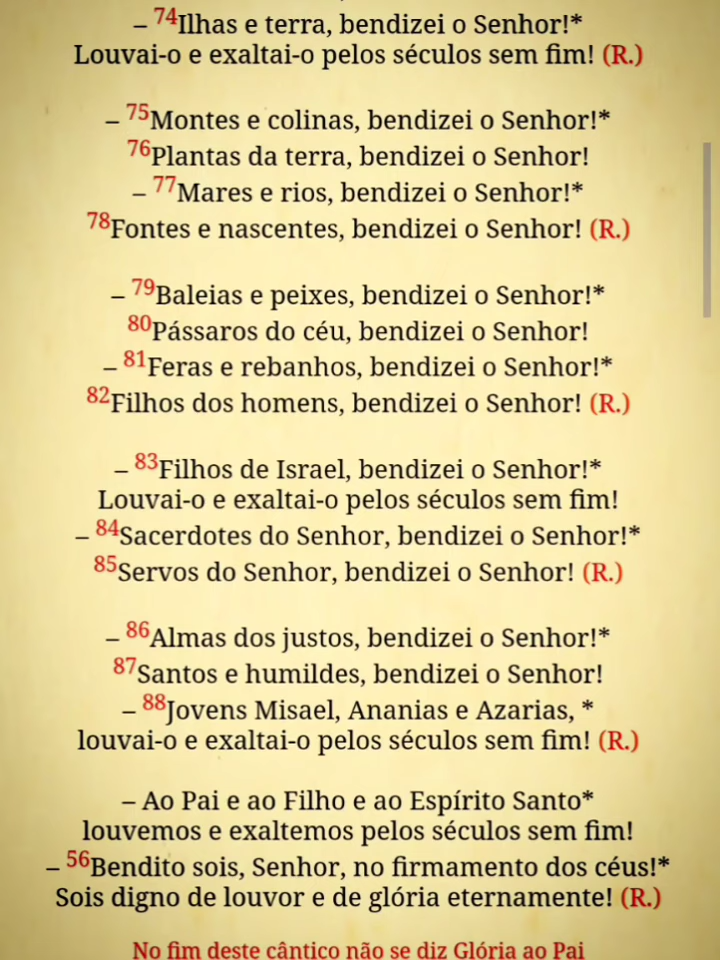 – 74Ilhas e terra, bendizei o Senhor!*
Louvai-o e exaltai-o pelos séculos sem fim! (R.)
– 75Montes e colinas, bendizei o Senhor!*
76Plantas da terra, bendizei o Senhor!
– 77Mares e rios, bendizei o Senhor!*
78Fontes e nascentes, bendizei o Senhor! (R.)
– 79Baleias e peixes, bendizei o Senhor!*
80Pássaros do céu, bendizei o Senhor!
– 81Feras e rebanhos, bendizei o Senhor!*
82Filhos dos homens, bendizei o Senhor! (R.)
– 83Filhos de Israel, bendizei o Senhor!*
Louvai-o e exaltai-o pelos séculos sem fim!
– 84Sacerdotes do Senhor, bendizei o Senhor!*
85Servos do Senhor, bendizei o Senhor! (R.)
– 86Almas dos justos, bendizei o Senhor!*
87Santos e humildes, bendizei o Senhor!
– 88Jovens Misael, Ananias e Azarias, *
louvai-o e exaltai-o pelos séculos sem fim! (R.)
– Ao Pai e ao Filho e ao Espírito Santo*
louvemos e exaltemos pelos séculos sem fim!
– 56Bendito sois, Senhor, no firmamento dos céus!*
Sois digno de louvor e de glória eternamente! (R.)
No fim deste cântico não se diz Glória ao Pai